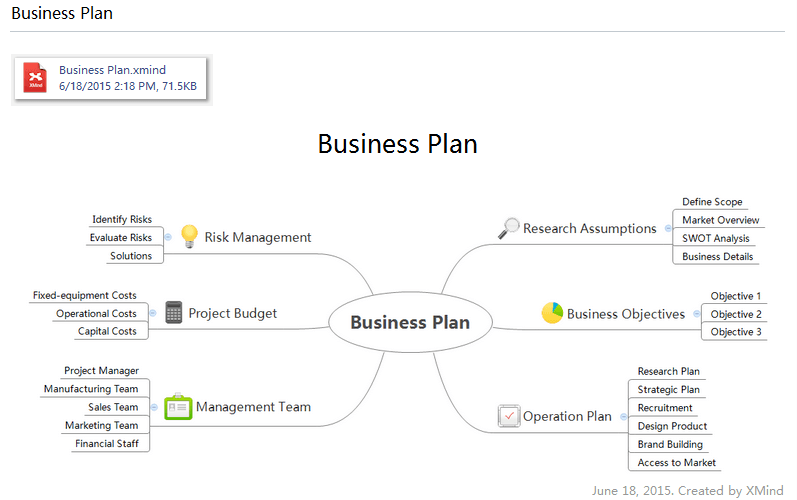 Business Plan
XMind
Business Plan.xmind
6/18/2015 2:18 PM, 71.5KB
Business Plan
Business Plan
Research Assumptions
Define Scope
Market Overview
SWOT Analysis
Business Details
Business Objectives
Objective 1
Objective 2
Objective 3
Operation Plan
Research Plan
Strategic Plan
Recruitment
Design Product
Brand Building
Access to Market
Risk Management
Identify Risks
Evaluate Risks
Solutions
Project Budget
Fixed-equipment Costs
Operational Costs
Capital Costs
Management Team
Project Manager
Manufacturing Team
Sales Team
Marketing Team
Financial Staff
June 18, 2015. Created by XMind